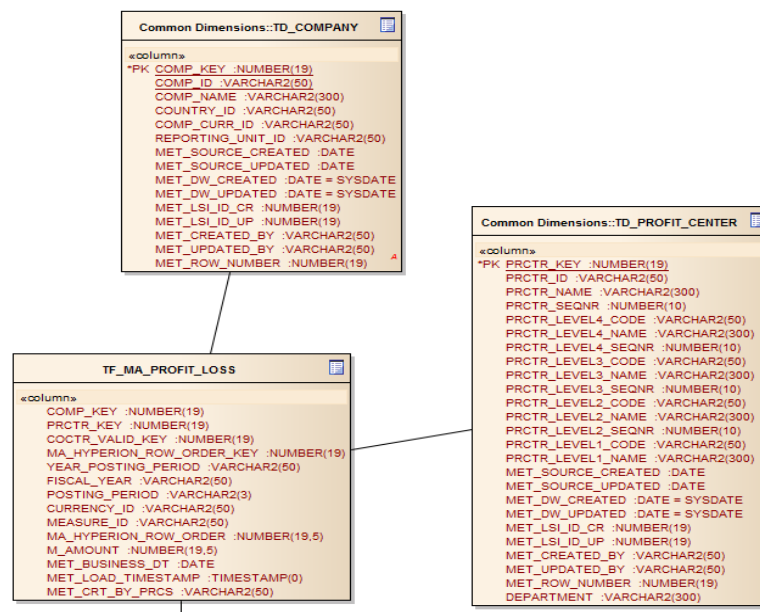 Common Dimensions::TD_COMPANY
«column»
*PK COMP_KEY :NUMBER(19)
COMP_ID :VARCHAR2(50)
COMP_NAME :VARCHAR2(300)
COUNTRY_ID :VARCHAR2(50)
COMP_CURR_ID :VARCHAR2(50)
REPORTING_UNIT_ID :VARCHAR2(50)
MET_SOURCE_CREATED :DATE
MET_SOURCE_UPDATED :DATE
MET_DW_CREATED :DATE = SYSDATE
MET_DW_UPDATED :DATE = SYSDATE
MET_LSI_ID_CR :NUMBER(19)
MET_LSI_ID_UP :NUMBER(19)
MET_CREATED_BY :VARCHAR2(50)
MET_UPDATED_BY :VARCHAR2(50)
MET_ROW_NUMBER :NUMBER(19)
Common Dimensions::TD_PROFIT_CENTER
«column»
*PK PRCTR_KEY :NUMBER(19)
PRCTR_ID :VARCHAR2(50)
PRCTR_NAME :VARCHAR2(300)
PRCTR_SEQNR :NUMBER(10)
PRCTR_LEVEL4_CODE :VARCHAR2(50)
PRCTR_LEVEL4_NAME :VARCHAR2(300)
PRCTR_LEVEL4_SEQNR :NUMBER(10)
PRCTR_LEVEL3_CODE :VARCHAR2(50)
PRCTR_LEVEL3_NAME :VARCHAR2(300)
PRCTR_LEVEL3_SEQNR :NUMBER(10)
PRCTR_LEVEL2_CODE :VARCHAR2(50)
PRCTR_LEVEL2_NAME :VARCHAR2(300)
PRCTR_LEVEL2_SEQNR :NUMBER(10)
PRCTR_LEVEL1_CODE :VARCHAR2(50)
PRCTR_LEVEL1_NAME :VARCHAR2(300)
MET_SOURCE_CREATED :DATE
MET_SOURCE_UPDATED :DATE
MET_DW_CREATED :DATE = SYSDATE
MET_DW_UPDATED :DATE = SYSDATE
MET_LSI_ID_CR :NUMBER(19)
MET_LSI_ID_UP :NUMBER(19)
MET_CREATED_BY :VARCHAR2(50)
MET_UPDATED_BY :VARCHAR2(50)
MET_ROW_NUMBER :NUMBER(19)
DEPARTMENT :VARCHAR2(300)
TF_MA_PROFIT_LOSS
«column»
COMP_KEY :NUMBER(19)
PRCTR_KEY :NUMBER(19)
COCTR_VALID_KEY :NUMBER(19)
MA_HYPERION_ROW_ORDER_KEY :NUMBER(19)
YEAR_POSTING_PERIOD :VARCHAR2(50)
FISCAL_YEAR :VARCHAR2(50)
POSTING_PERIOD :VARCHAR2(3)
CURRENCY_ID :VARCHAR2(50)
MEASURE_ID :VARCHAR2(50)
MA_HYPERION_ROW_ORDER :NUMBER(19,5)
M_AMOUNT :NUMBER(19,5)
MET_BUSINESS_DT :DATE
MET_LOAD_TIMESTAMP :TIMESTAMP(0)
MET_CRT_BY_PRCS :VARCHAR2(50)